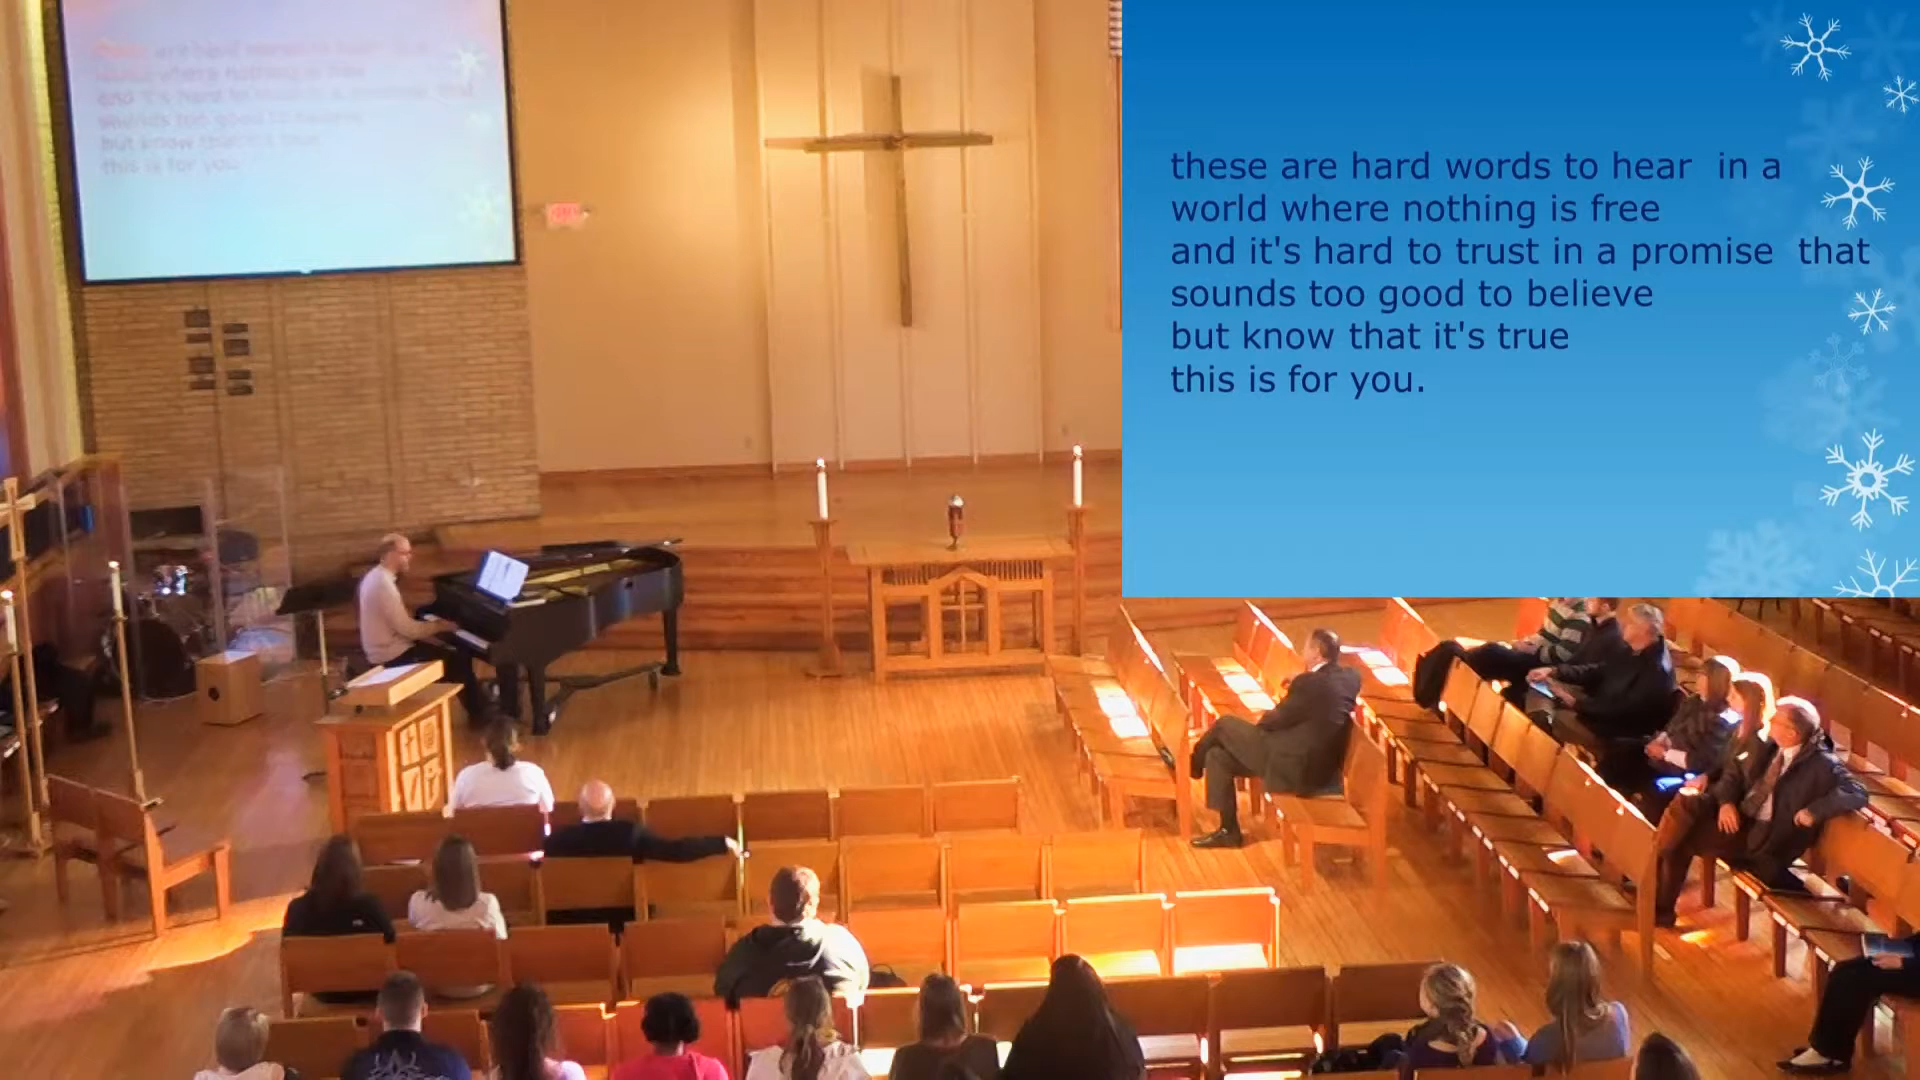 these are hard words to hear  in a
world where nothing is free
and it's hard to trust in a promise  that
sounds too good to believe
but know that it's true
this is for you.